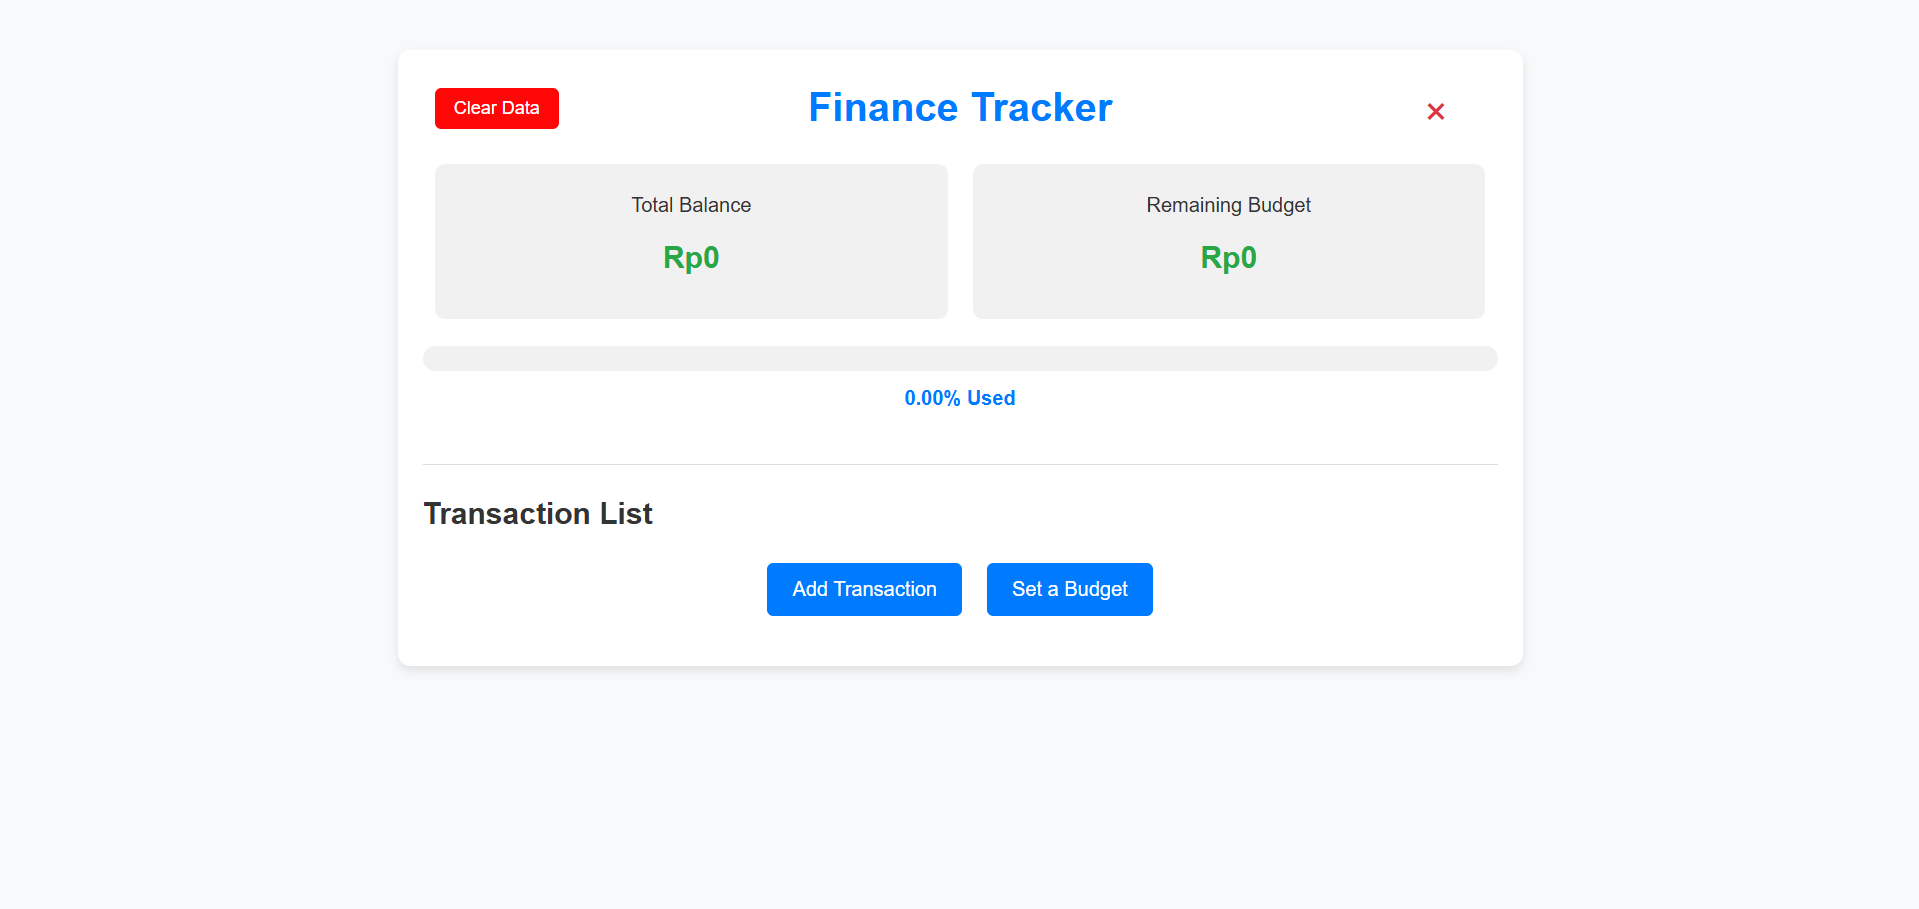 Clear Data
Finance Tracker
×
Total Balance
Remaining Budget
Rp0
Rp0
0.00% Used
Transaction List
Add Transaction
Set a Budget